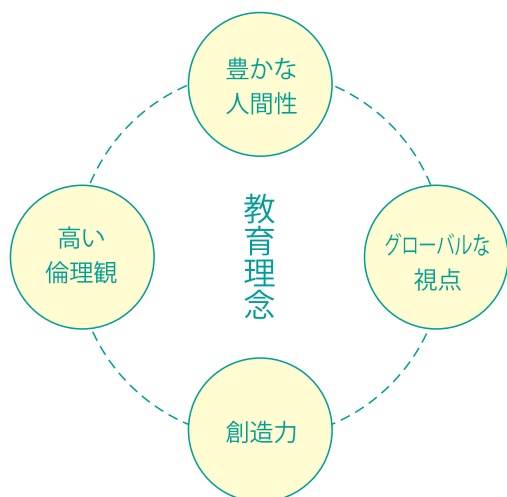 豊かな
人間性
高い
倫理観
教育理念
グローバルな
視点
創造力